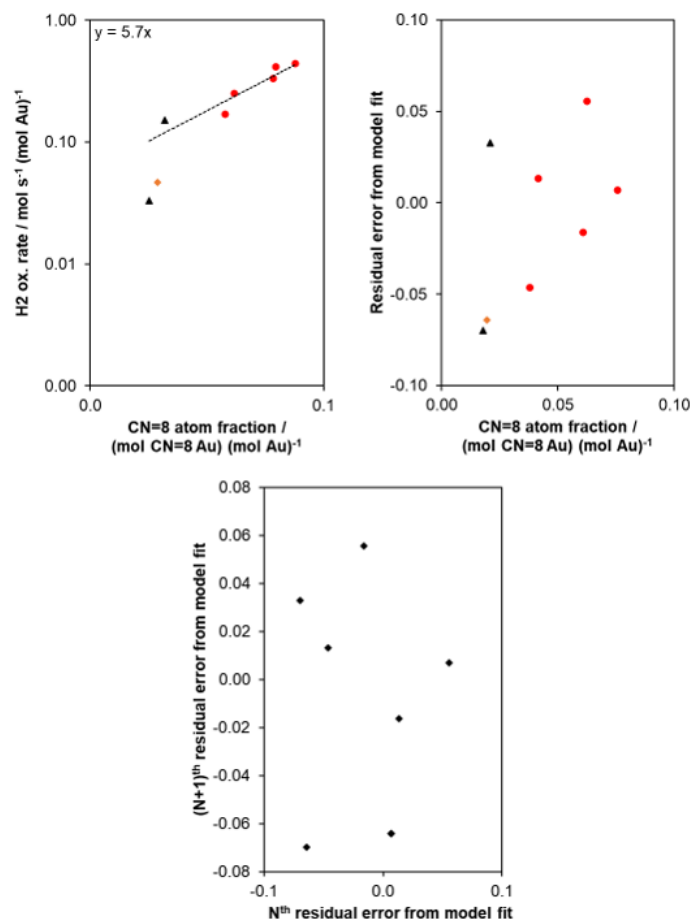 y = 5.7x
1.00
0.10
0.01
0.00
0.0
0.1
H2 ox. rate / mol s⁻¹ (mol Au)⁻¹
CN=8 atom fraction /
(mol CN=8 Au) (mol Au)⁻¹
0.10
0.05
0.00
-0.05
-0.10
0.00
0.05
0.10
Residual error from model fit
CN=8 atom fraction /
(mol CN=8 Au) (mol Au)⁻¹
0.08
0.06
0.04
0.02
0.00
-0.02
-0.04
-0.06
-0.08
-0.1
0.0
0.1
(N+1)ᵗʰ residual error from model fit
Nᵗʰ residual error from model fit